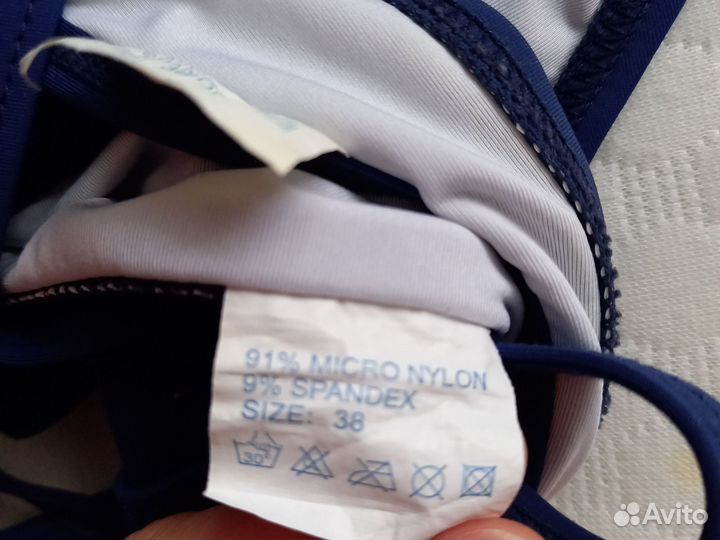 91% MICRO NYLON
9% SPANDEX
SIZE: 38
30°
Avito